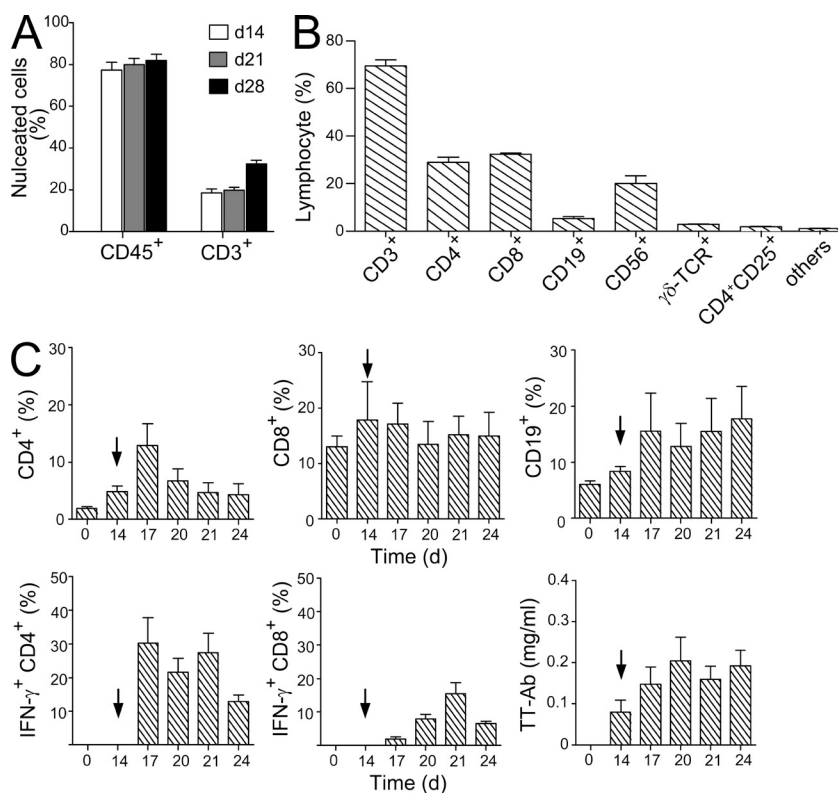 A
Nulceated cells
(%)
100
80
60
40
20
0
d14
d21
d28
CD45+
CD3+
B
Lymphocyte (%)
80
60
40
20
0
CD3+
CD4+
CD8+
CD19+
CD56+
γδ-TCR+
CD4+CD25+
others
C
CD4+ (%)
30
20
10
0
0 14 17 20 21 24
CD8+ (%)
30
20
10
0
0 14 17 20 21 24
Time (d)
CD19+ (%)
30
20
10
0
0 14 17 20 21 24
IFN-γ+ CD4+ (%)
50
40
30
20
10
0 14 17 20 21 24
IFN-γ+ CD8+ (%)
50
40
30
20
10
0 14 17 20 21 24
Time (d)
TT-Ab (mg/ml)
0.4
0.3
0.2
0.1
0
0 14 17 20 21 24